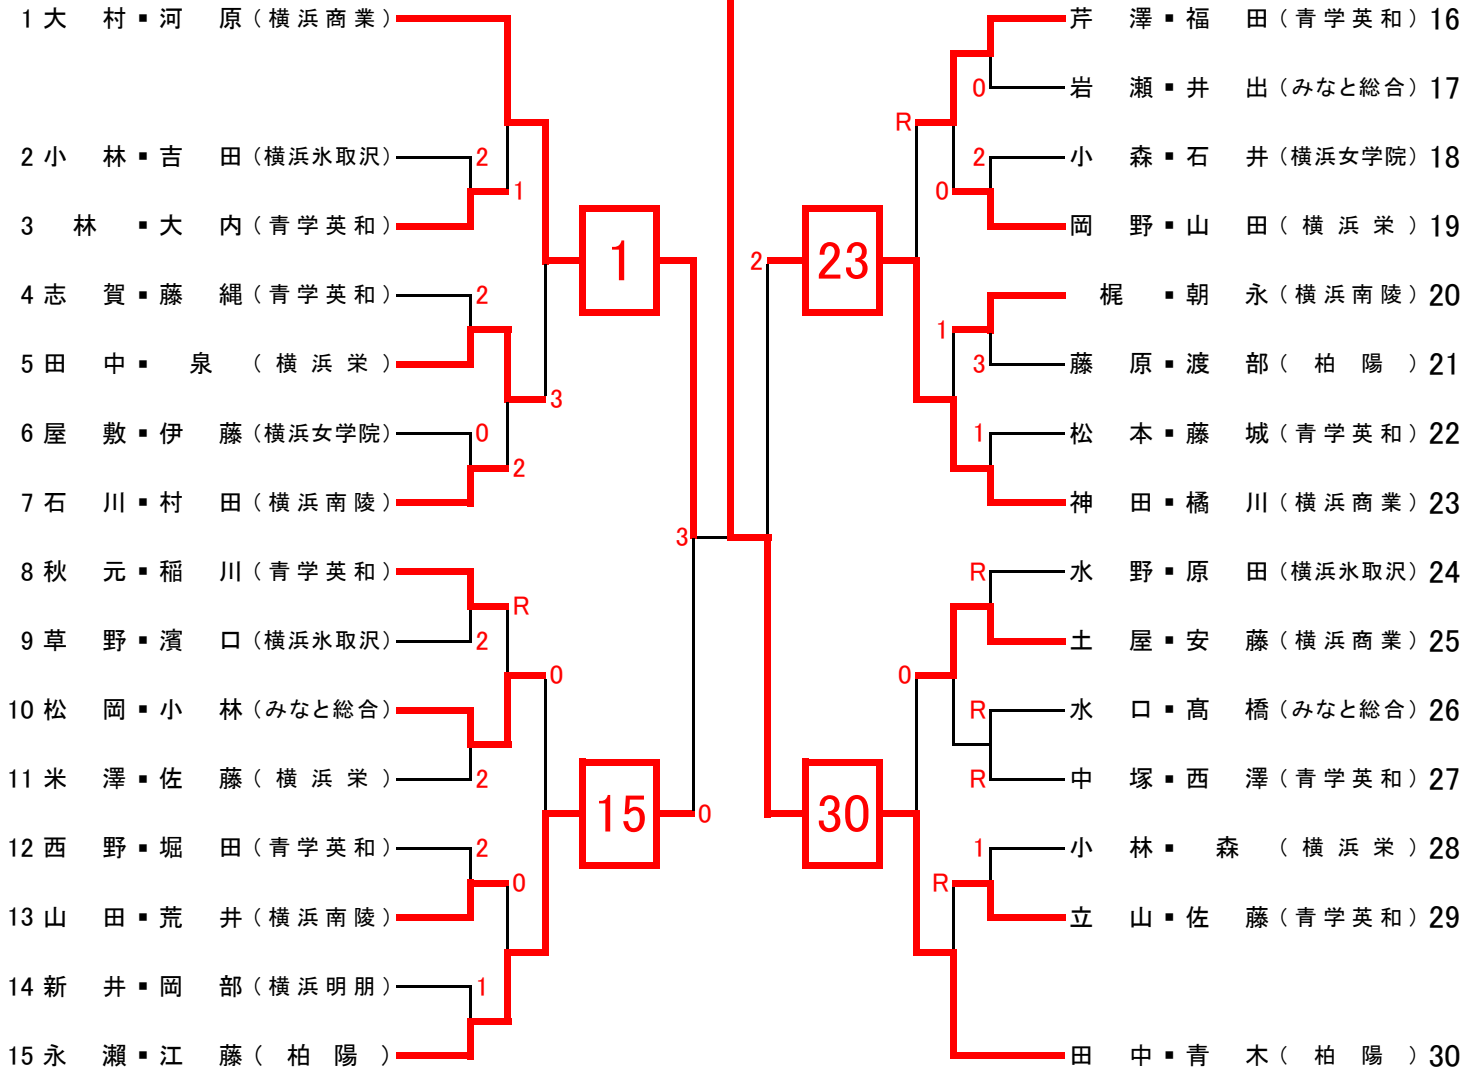 1 大 村 ▪ 河 原 (横浜商業)
2 小 林 ▪ 吉 田 (横浜氷取沢) 2
1
3 林 ▪ 大 内 (青学英和)
1
4 志 賀 ▪ 藤 縄 (青学英和) 2
5 田 中 ▪ 泉 (横浜栄)
3
6 屋 敷 ▪ 伊 藤 (横浜女学院) 0
2
7 石 川 ▪ 村 田 (横浜南陵)
3
8 秋 元 ▪ 稲 川 (青学英和)
R
9 草 野 ▪ 濱 口 (横浜氷取沢) 2
0
10 松 岡 ▪ 小 林 (みなと総合)
11 米 澤 ▪ 佐 藤 (横浜栄) 2
15
0
12 西 野 ▪ 堀 田 (青学英和) 2
0
13 山 田 ▪ 荒 井 (横浜南陵)
14 新 井 ▪ 岡 部 (横浜明朋) 1
15 永 瀬 ▪ 江 藤 (柏陽)
芹 澤 ▪ 福 田 (青学英和) 16
0 岩 瀬 ▪ 井 出 (みなと総合) 17
R
2 小 森 ▪ 石 井 (横浜女学院) 18
0
岡 野 ▪ 山 田 (横浜栄) 19
2
23
梶 ▪ 朝 永 (横浜南陵) 20
1
3 藤 原 ▪ 渡 部 (柏陽) 21
1 松 本 ▪ 藤 城 (青学英和) 22
神 田 ▪ 橘 川 (横浜商業) 23
R 水 野 ▪ 原 田 (横浜氷取沢) 24
土 屋 ▪ 安 藤 (横浜商業) 25
0
R 水 口 ▪ 髙 橋 (みなと総合) 26
R 中 塚 ▪ 西 澤 (青学英和) 27
30
1 小 林 ▪ 森 (横浜栄) 28
R
立 山 ▪ 佐 藤 (青学英和) 29
田 中 ▪ 青 木 (柏陽) 30